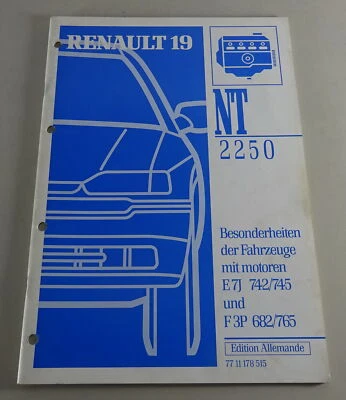 RENAULT 19
NT
2250
Besonderheiten
der Fahrzeuge
mit motoren
E7J 742/745
und
F3P 682/765
Edition Allemande
77 11 178 515